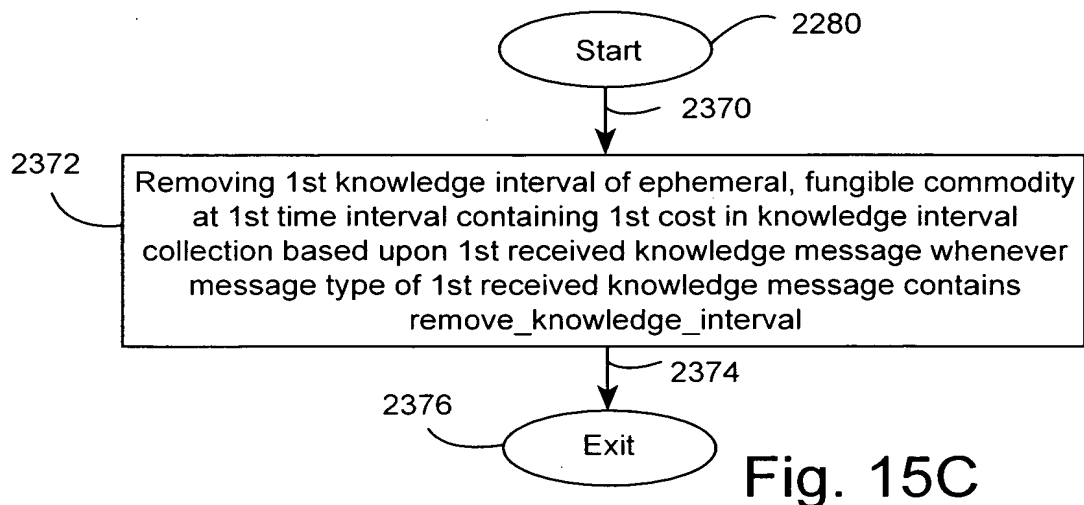 2280
Start
2370
2372
Removing 1st knowledge interval of ephemeral, fungible commodity
at 1st time interval containing 1st cost in knowledge interval
collection based upon 1st received knowledge message whenever
message type of 1st received knowledge message contains
remove_knowledge_interval
2374
2376
Exit
Fig. 15C